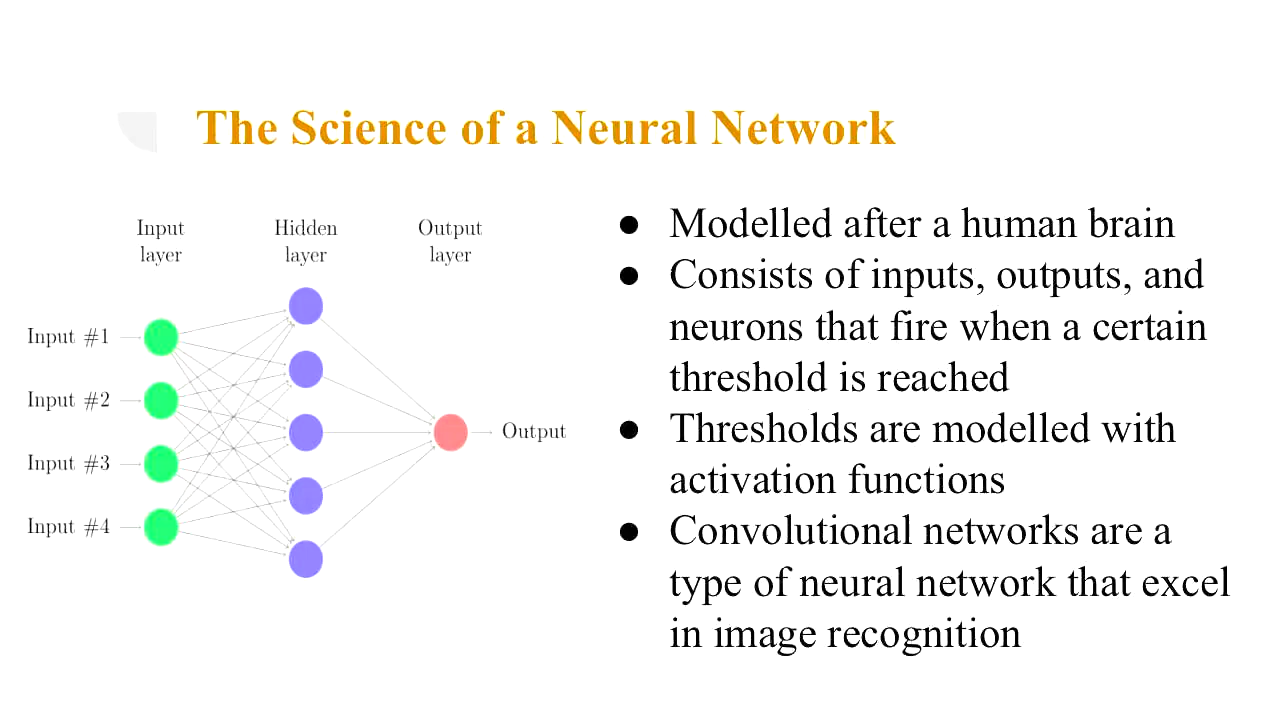 The Science of a Neural Network
Input
layer
Hidden
layer
Output
layer
Input #1
Input #2
Input #3
Input #4
Output
● Modelled after a human brain
● Consists of inputs, outputs, and
neurons that fire when a certain
threshold is reached
● Thresholds are modelled with
activation functions
● Convolutional networks are a
type of neural network that excel
in image recognition